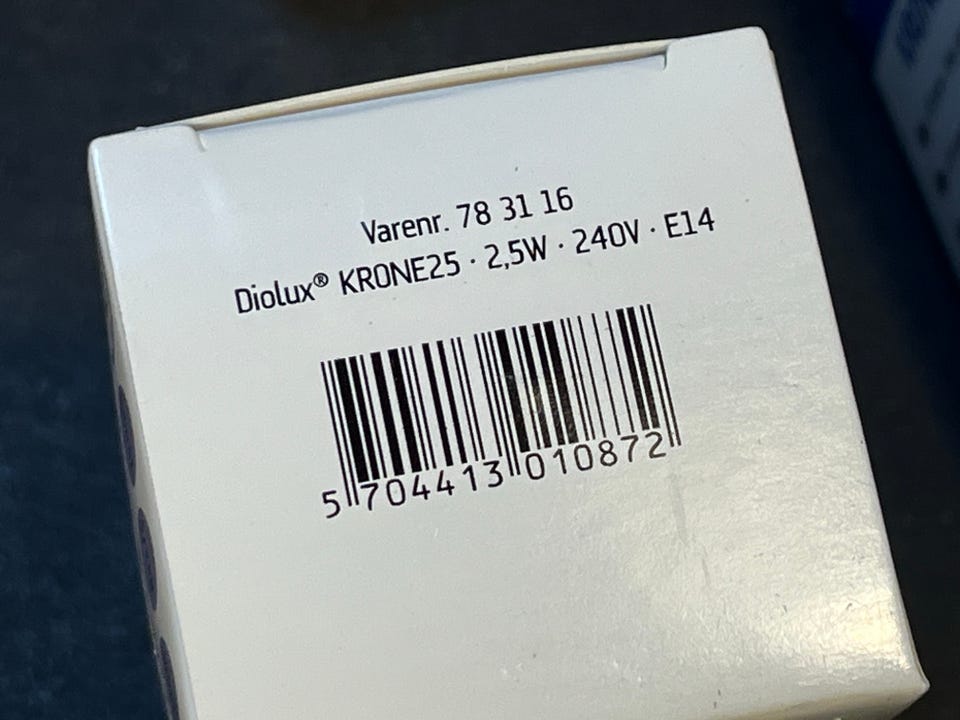 Varenr. 78 31 16
Diolux® KRONE25 · 2,5W · 240V · E14
5 704413 010872